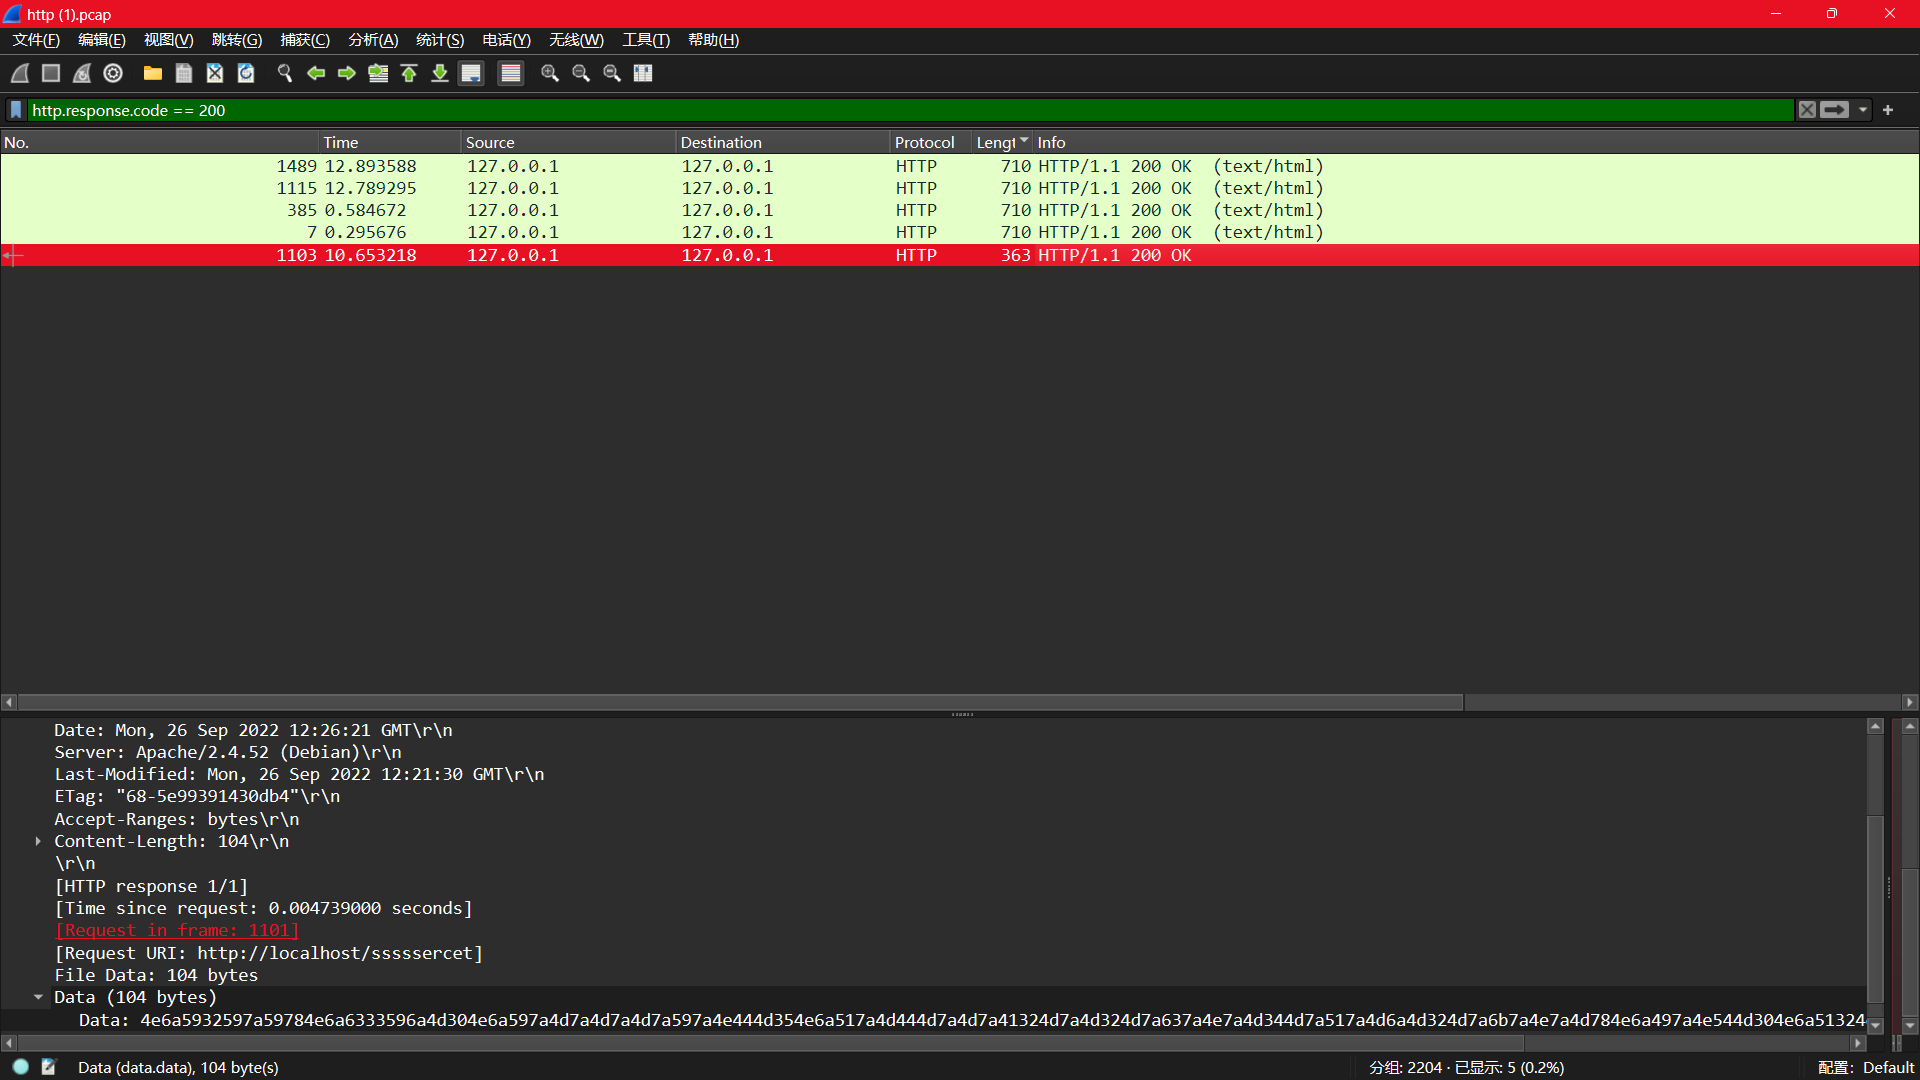 http (1).pcap
文件(F) 编辑(E) 视图(V) 跳转(G) 捕获(C) 分析(A) 统计(S) 电话(Y) 无线(W) 工具(T) 帮助(H)
http.response.code == 200
No. Time Source Destination Protocol Lengt Info
1489 12.893588 127.0.0.1 127.0.0.1 HTTP 710 HTTP/1.1 200 OK (text/html)
1115 12.789295 127.0.0.1 127.0.0.1 HTTP 710 HTTP/1.1 200 OK (text/html)
385 0.584672 127.0.0.1 127.0.0.1 HTTP 710 HTTP/1.1 200 OK (text/html)
7 0.295676 127.0.0.1 127.0.0.1 HTTP 710 HTTP/1.1 200 OK (text/html)
1103 10.653218 127.0.0.1 127.0.0.1 HTTP 363 HTTP/1.1 200 OK
Date: Mon, 26 Sep 2022 12:26:21 GMT\r\n
Server: Apache/2.4.52 (Debian)\r\n
Last-Modified: Mon, 26 Sep 2022 12:21:30 GMT\r\n
ETag: "68-5e99391430db4"\r\n
Accept-Ranges: bytes\r\n
Content-Length: 104\r\n
\r\n
[HTTP response 1/1]
[Time since request: 0.004739000 seconds]
[Request in frame: 1101]
[Request URI: http://localhost/sssssercet]
File Data: 104 bytes
Data (104 bytes)
Data: 4e6a5932597a59784e6a6333596a4d304e6a597a4d7a4d7a4d7a597a4e444d354e6a517a4d444d7a4d7a41324d7a4d324d7a637a4e7a4d344d7a517a4d6a4d324d7a6b7a4e7a4d784e6a497a4e544d304e6a51324
Data (data.data), 104 byte(s)
分组: 2204 · 已显示: 5 (0.2%)
配置: Default